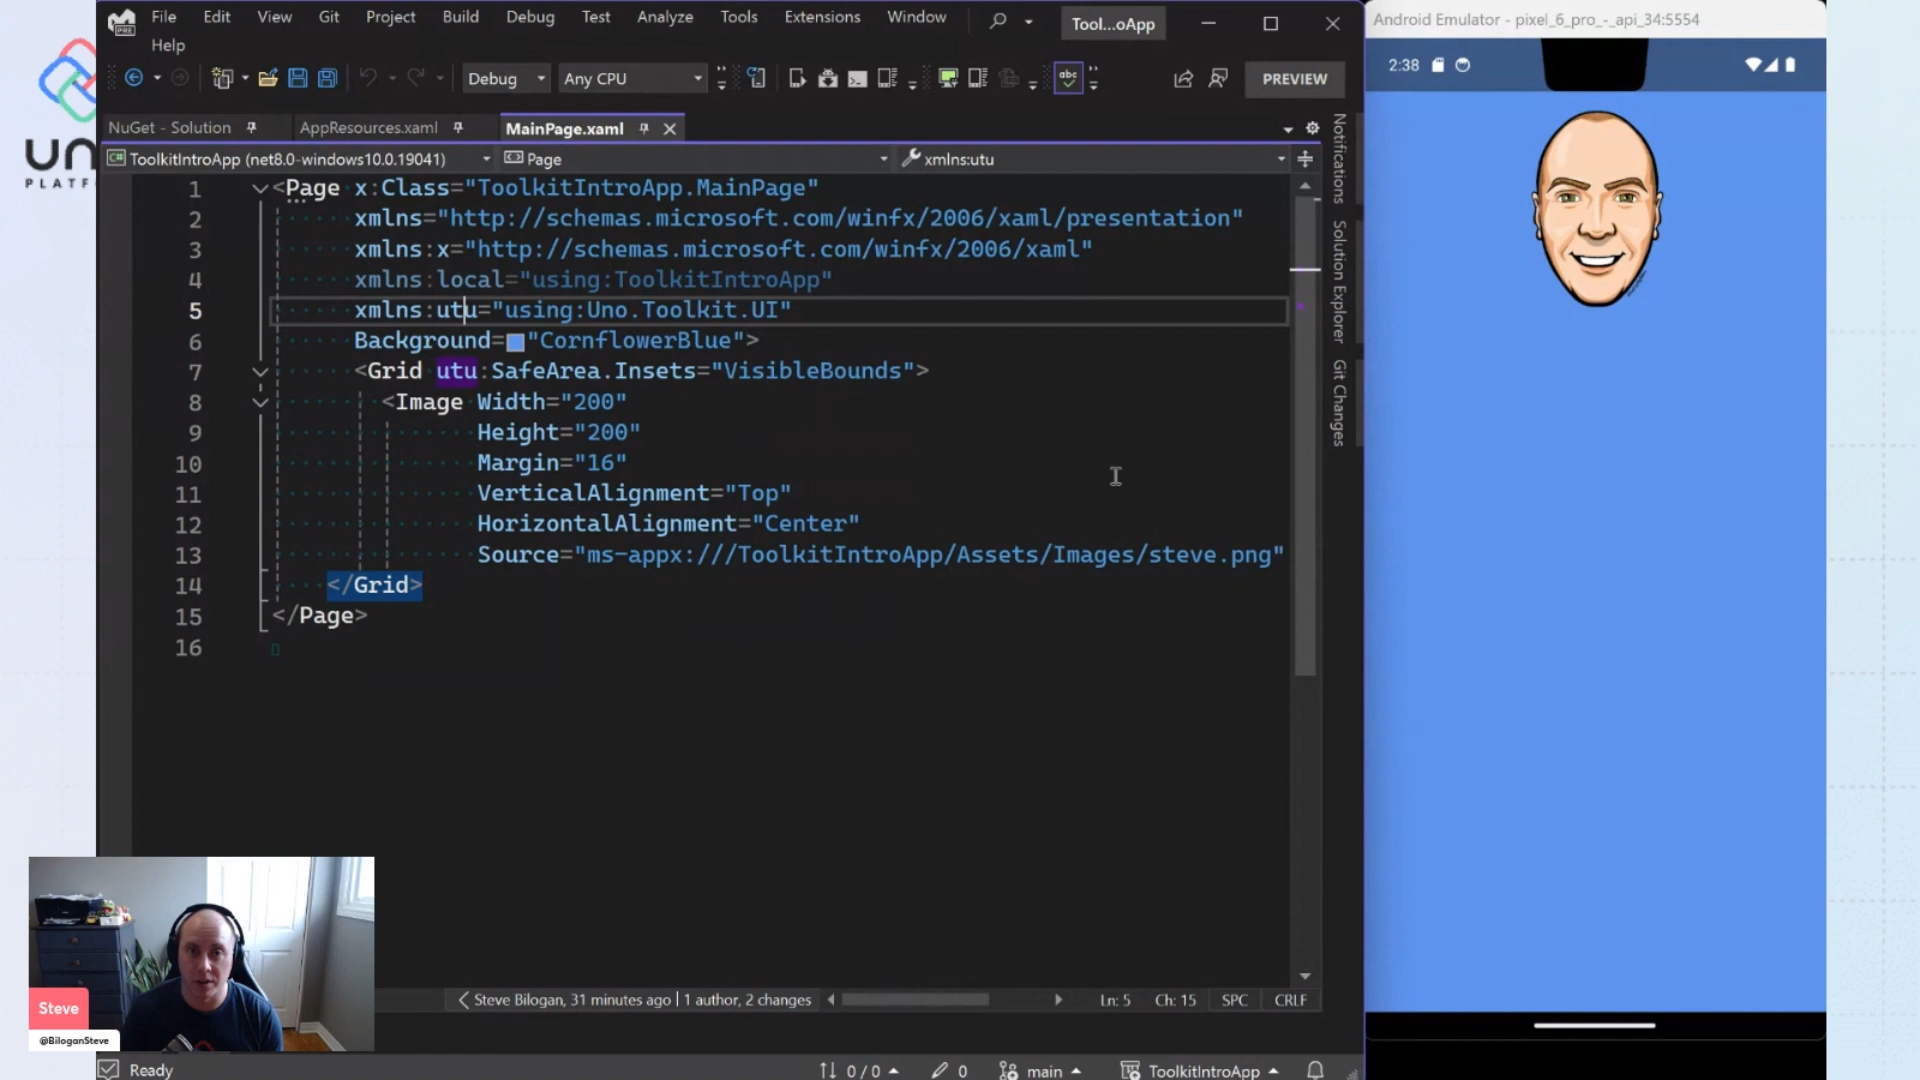 File Edit View Git Project Build Debug Test Analyze Tools Extensions Window Tool...oApp
Help
Debug Any CPU abc PREVIEW
NuGet - Solution AppResources.xaml MainPage.xaml
ToolkitIntroApp (net8.0-windows10.0.19041) Page xmlns:utu
1 <Page x:Class="ToolkitIntroApp.MainPage"
2 xmlns="http://schemas.microsoft.com/winfx/2006/xaml/presentation"
3 xmlns:x="http://schemas.microsoft.com/winfx/2006/xaml"
4 xmlns:local="using:ToolkitIntroApp"
5 xmlns:utu="using:Uno.Toolkit.UI"
6 Background="CornflowerBlue">
7 <Grid utu:SafeArea.Insets="VisibleBounds">
8 <Image Width="200"
9 Height="200"
10 Margin="16"
11 VerticalAlignment="Top"
12 HorizontalAlignment="Center"
13 Source="ms-appx:///ToolkitIntroApp/Assets/Images/steve.png"
14 </Grid>
15 </Page>
16
Steve Bilogan, 31 minutes ago | 1 author, 2 changes Ln: 5 Ch: 15 SPC CRLF
Ready 0 / 0 0 main ToolkitIntroApp
Notifications
Solution Explorer
Git Changes
Android Emulator - pixel_6_pro_-_api_34:5554
2:38
UN
PLATF
PRE
Steve
@BiloganSteve